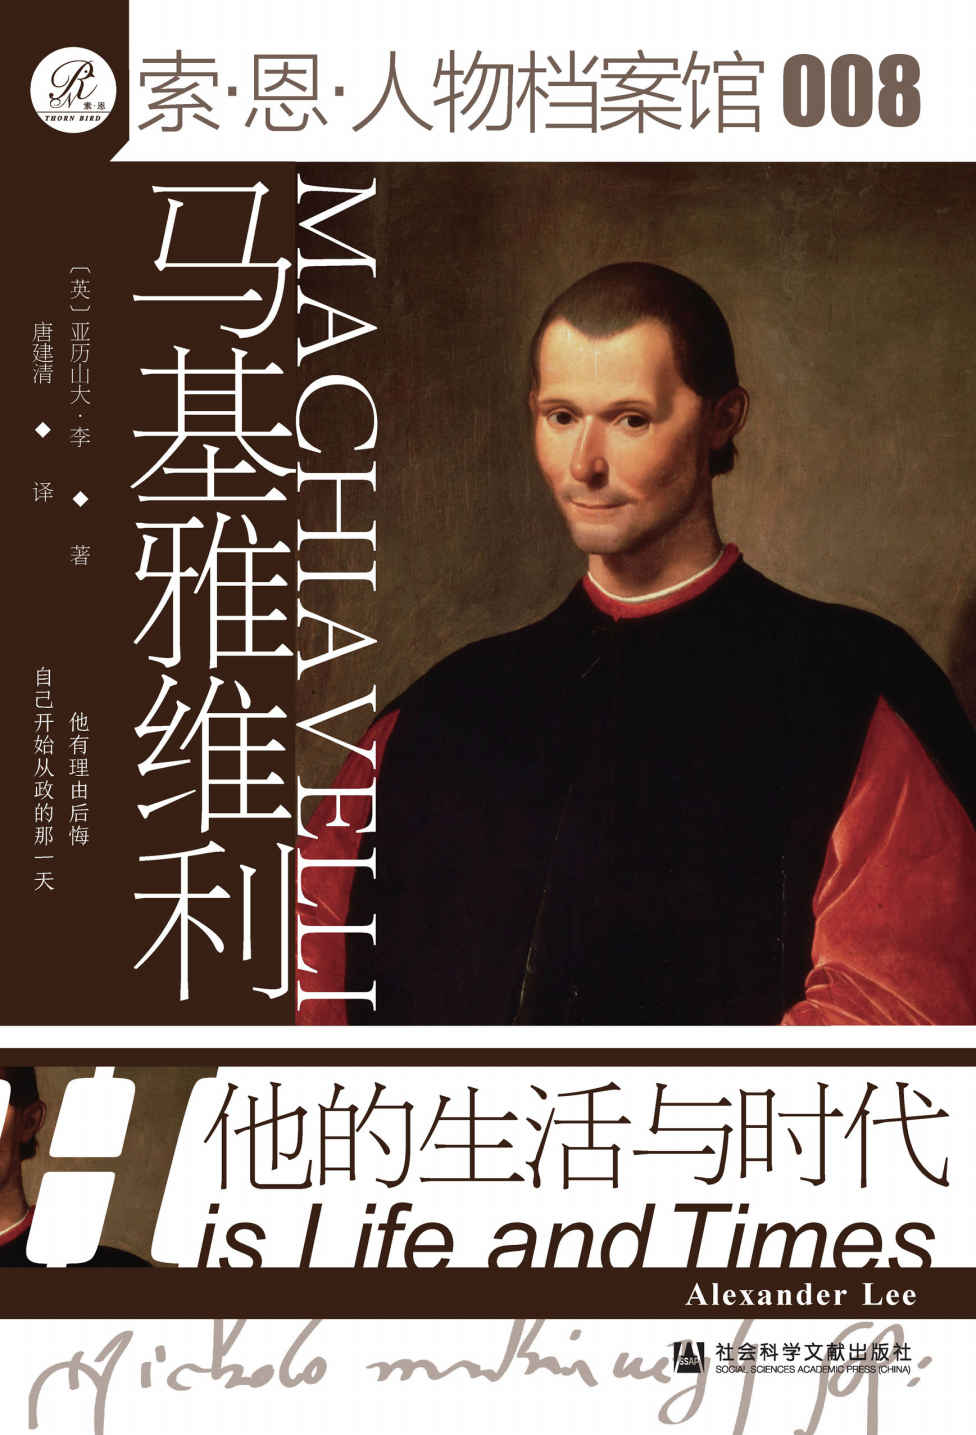 索·恩
THORN BIRD
索·恩·人物档案馆 008
马基雅维利
MACHIAVELLI
〔英〕亚历山大·李 ◆ 著
唐建清 ◆ 译
他有理由后悔
自己开始从政的那一天
他的生活与时代
His Life and Times
Alexander Lee
SSAP
社会科学文献出版社
SOCIAL SCIENCES ACADEMIC PRESS (CHINA)